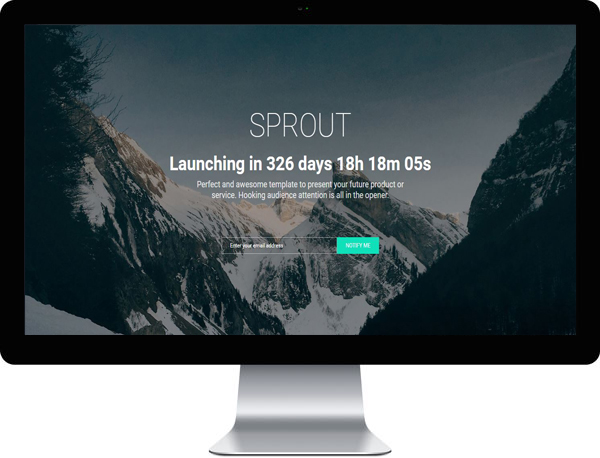 SPROUT
Launching in 326 days 18h 18m 05s
Perfect and awesome template to present your future product or
service. Hooking audience attention is all in the opener.
Enter your email address
NOTIFY ME